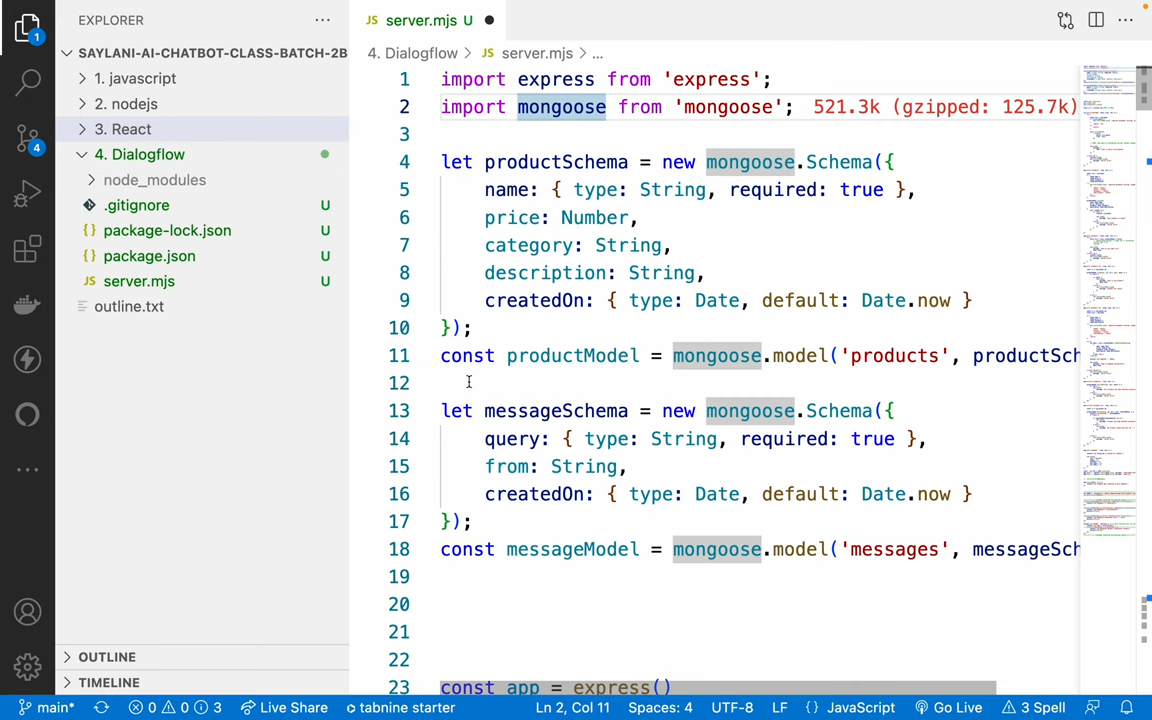 EXPLORER
SAYLANI-AI-CHATBOT-CLASS-BATCH-2B
1. javascript
2. nodejs
3. React
4. Dialogflow
node_modules
.gitignore U
{} package-lock.json U
{} package.json U
JS server.mjs U
outline.txt
OUTLINE
TIMELINE
1
4
JS server.mjs U
4. Dialogflow > JS server.mjs > ...
1 import express from 'express';
2 import mongoose from 'mongoose'; 521.3k (gzipped: 125.7k)
3
4 let productSchema = new mongoose.Schema({
5 name: { type: String, required: true },
6 price: Number,
7 category: String,
8 description: String,
9 createdOn: { type: Date, default: Date.now }
10 });
11 const productModel = mongoose.model('products', productSch
12
13 let messageSchema = new mongoose.Schema({
14 query: { type: String, required: true },
15 from: String,
16 createdOn: { type: Date, default: Date.now }
17 });
18 const messageModel = mongoose.model('messages', messageSch
19
20
21
22
23 const app = express()
main* 0 0 3 Live Share tabnine starter Ln 2, Col 11 Spaces: 4 UTF-8 LF {} JavaScript Go Live 3 Spell